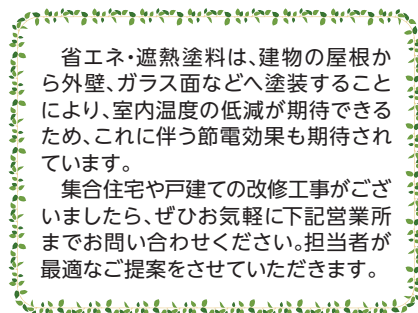 省エネ・遮熱塗料は、建物の屋根か
ら外壁、ガラス面などへ塗装すること
により、室内温度の低減が期待できる
ため、これに伴う節電効果も期待され
ています。
集合住宅や戸建ての改修工事がござ
いましたら、ぜひお気軽に下記営業所
までお問い合わせください。担当者が
最適なご提案をさせていただきます。